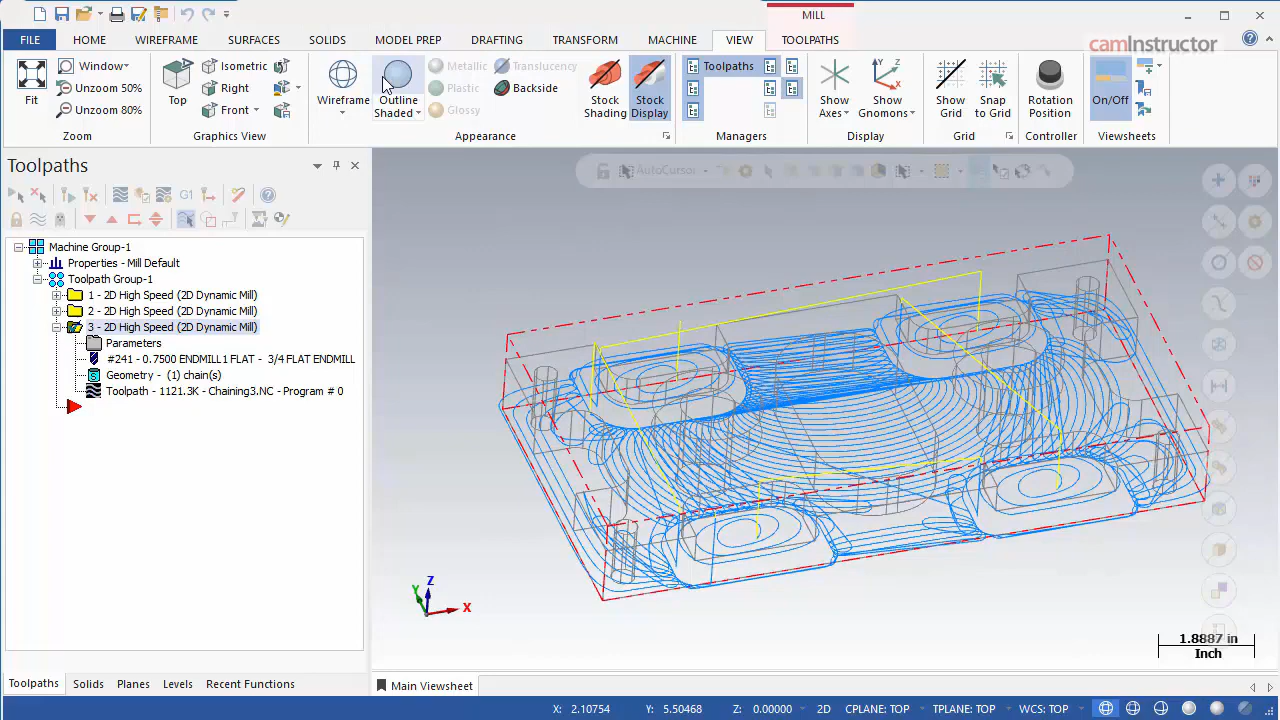 MILL
FILE
HOME
WIREFRAME
SURFACES
SOLIDS
MODEL PREP
DRAFTING
TRANSFORM
MACHINE
VIEW
TOOLPATHS
camInstructor
Fit
Window
Unzoom 50%
Unzoom 80%
Zoom
Top
Isometric
Right
Front
Graphics View
Wireframe
Outline Shaded
Metallic
Plastic
Glossy
Translucency
Backside
Appearance
Stock Shading
Stock Display
Toolpaths
Managers
Show Axes
Show Gnomons
Display
Show Grid
Snap to Grid
Grid
Rotation Position
Controller
On/Off
Viewsheets
Toolpaths
AutoCursor
G1
Machine Group-1
Properties - Mill Default
Toolpath Group-1
1 - 2D High Speed (2D Dynamic Mill)
2 - 2D High Speed (2D Dynamic Mill)
3 - 2D High Speed (2D Dynamic Mill)
Parameters
#241 - 0.7500 ENDMILL1 FLAT - 3/4 FLAT ENDMILL
Geometry - (1) chain(s)
Toolpath - 1121.3K - Chaining3.NC - Program # 0
Z
Y
X
1.8887 in
Inch
Toolpaths
Solids
Planes
Levels
Recent Functions
Main Viewsheet
X: 2.10754
Y: 5.50468
Z: 0.00000
2D
CPLANE: TOP
TPLANE: TOP
WCS: TOP